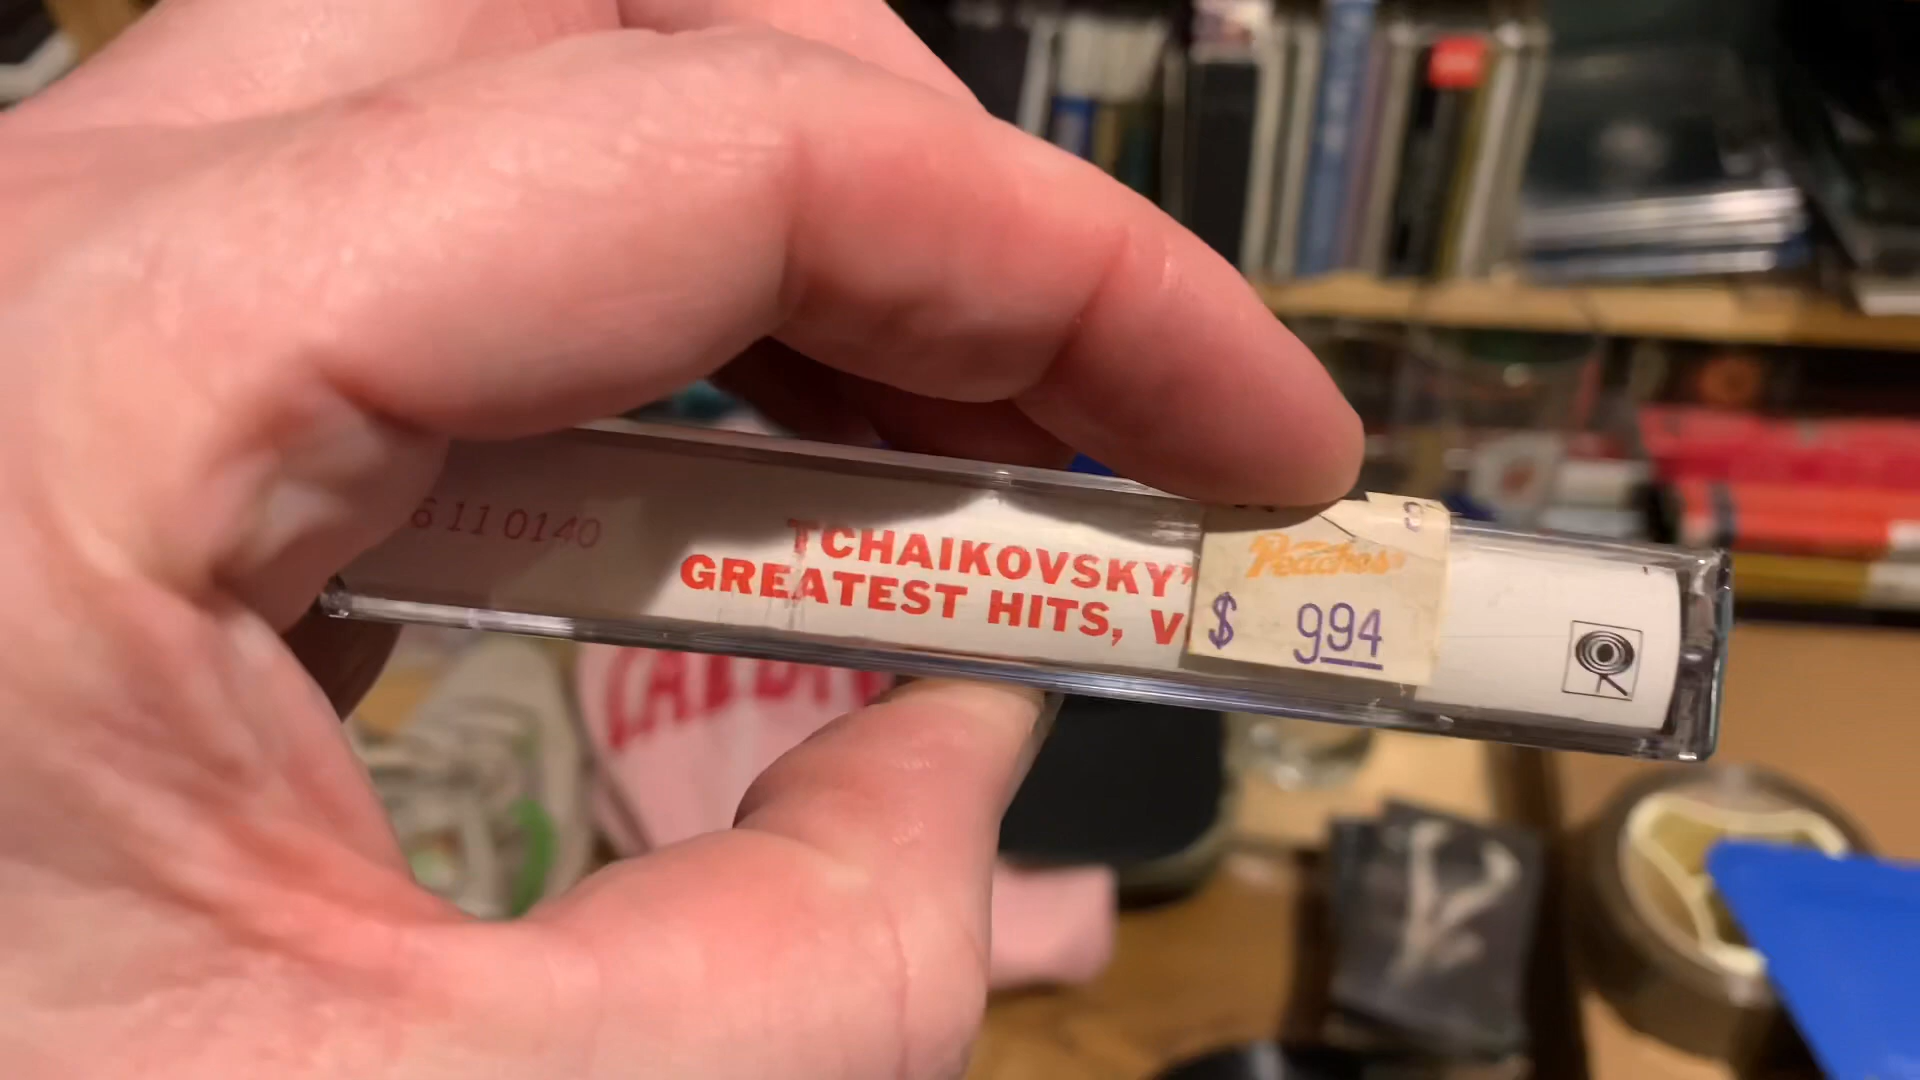 6 11 0140
TCHAIKOVSKY'
GREATEST HITS, V
Peaches
$ 994